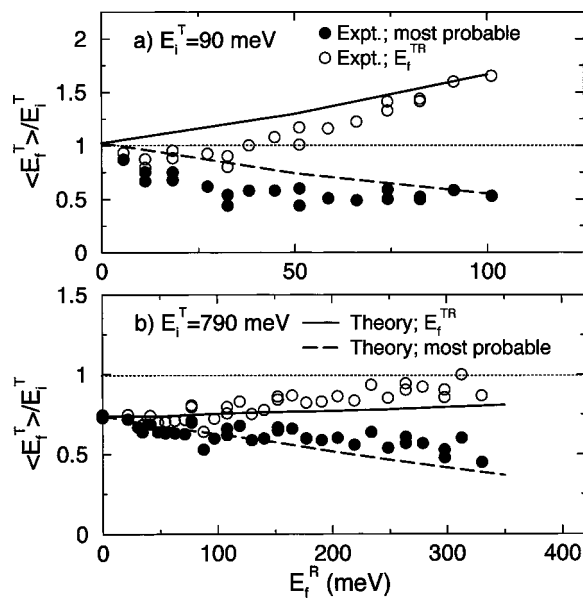 a) E_i^T=90 meV
● Expt.; most probable
○ Expt.; E_f^TR
<E_f^T>/E_i^T
2
1.5
1
0.5
0
0 50 100
b) E_i^T=790 meV
Theory; E_f^TR
Theory; most probable
<E_f^T>/E_i^T
1.5
1
0.5
0
0 100 200 300 400
E_f^R (meV)